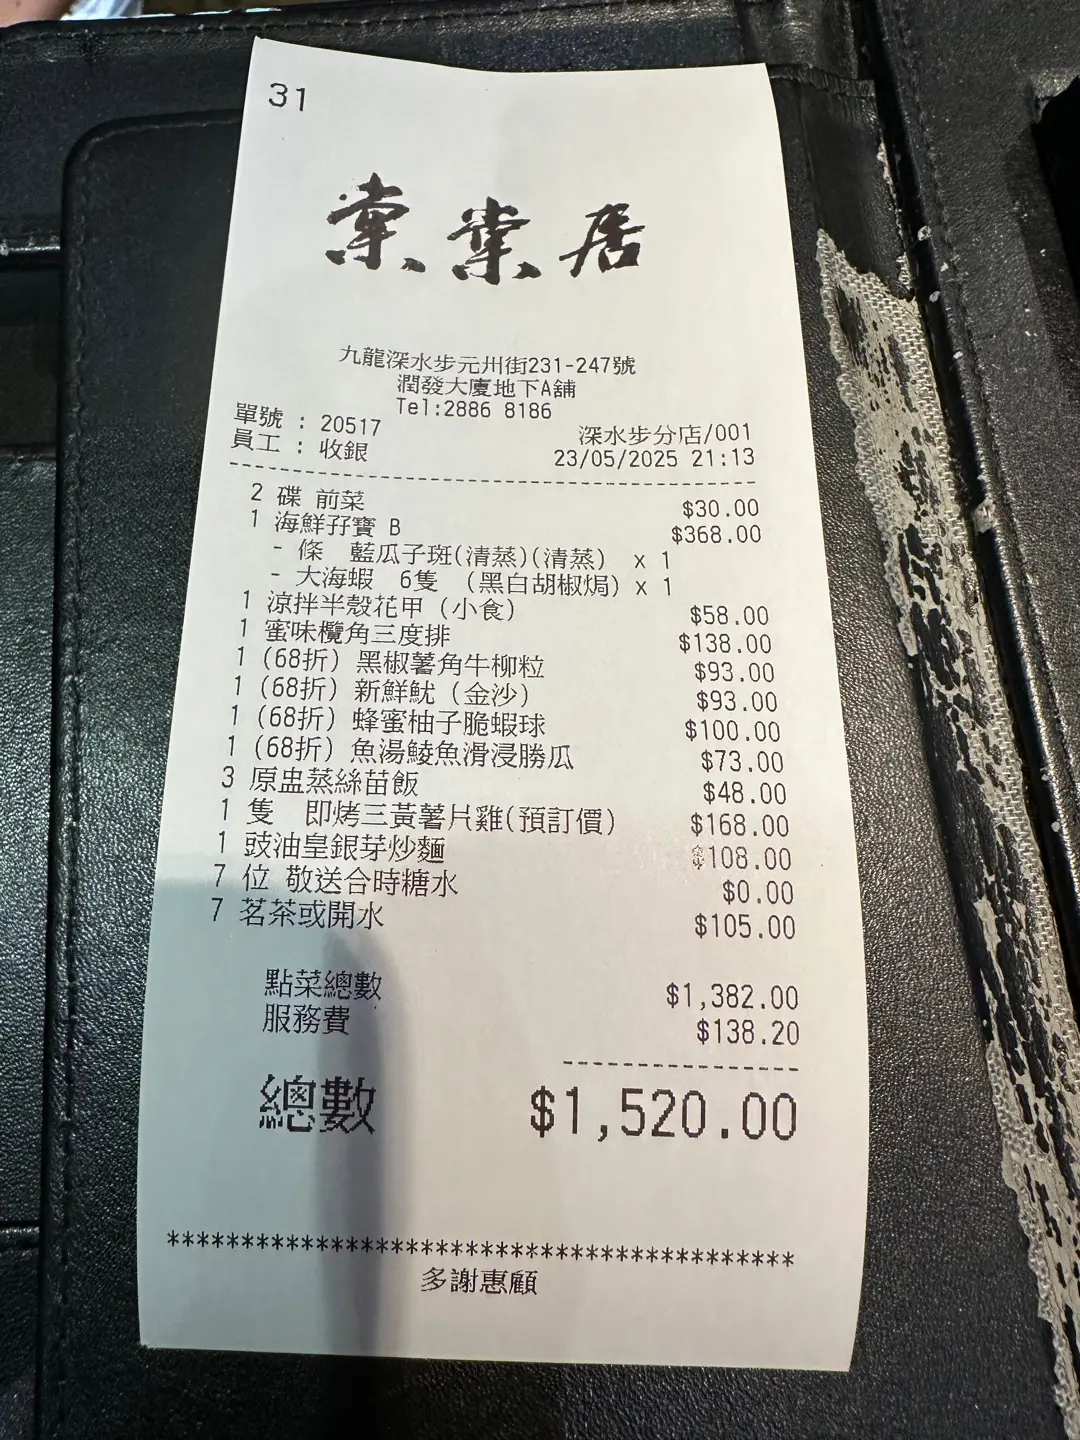 31
棠棠居
九龍深水步元州街231-247號
潤發大廈地下A舖
Tel:2886 8186
單號 : 20517
深水步分店/001
員工 : 收銀
23/05/2025 21:13
2 碟 前菜 $30.00
1 海鮮孖寶 B $368.00
- 條 藍瓜子斑(清蒸)(清蒸) x 1
- 大海蝦 6隻 (黑白胡椒焗) x 1
1 涼拌半殼花甲 (小食) $58.00
1 蜜味欖角三度排 $138.00
1 (68折) 黑椒薯角牛柳粒 $93.00
1 (68折) 新鮮魷 (金沙) $93.00
1 (68折) 蜂蜜柚子脆蝦球 $100.00
1 (68折) 魚湯鯪魚滑浸勝瓜 $73.00
3 原盅蒸絲苗飯 $48.00
1 隻 即烤三黃薯片雞(預訂價) $168.00
1 豉油皇銀芽炒麵 $108.00
7 位 敬送合時糖水 $0.00
7 茗茶或開水 $105.00
點菜總數 $1,382.00
服務費 $138.20
---------------
總數 $1,520.00
*******************************************
多謝惠顧